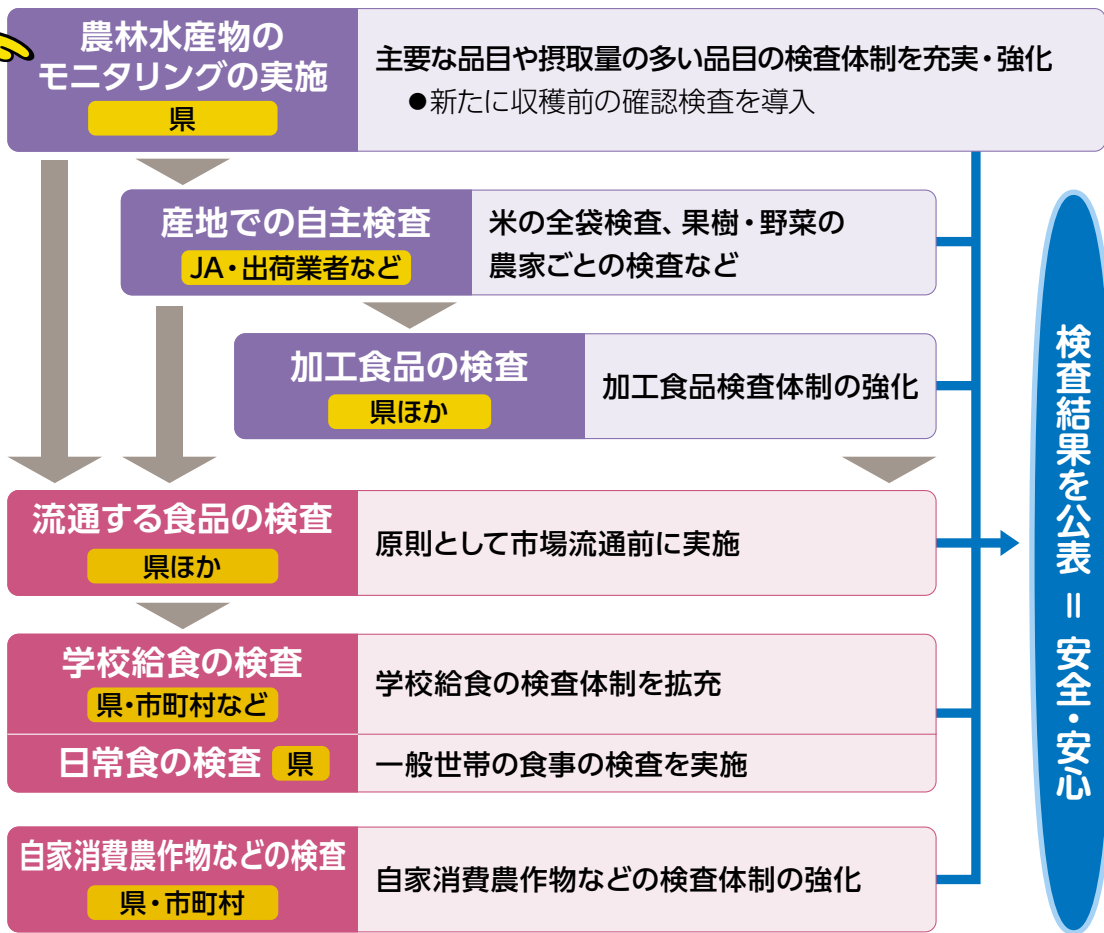 農林水産物の
モニタリングの実施
県
主要な品目や摂取量の多い品目の検査体制を充実・強化
●新たに収穫前の確認検査を導入
産地での自主検査
JA・出荷業者など
米の全袋検査、果樹・野菜の
農家ごとの検査など
加工食品の検査
県ほか
加工食品検査体制の強化
流通する食品の検査
県ほか
原則として市場流通前に実施
学校給食の検査
県・市町村など
学校給食の検査体制を拡充
日常食の検査 県
一般世帯の食事の検査を実施
自家消費農作物などの検査
県・市町村
自家消費農作物などの検査体制の強化
検査結果を公表＝安全・安心